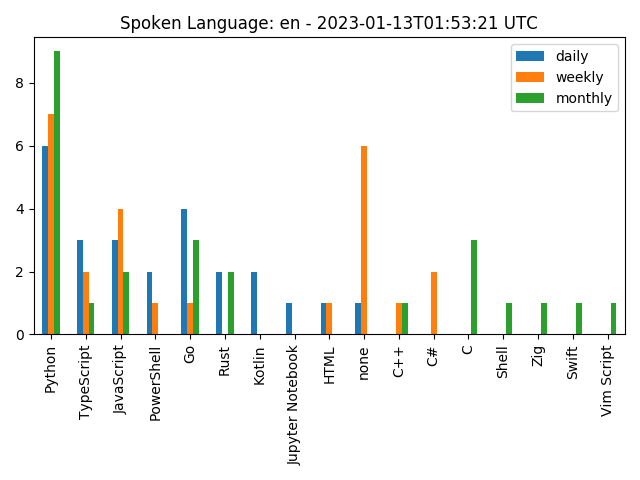 Spoken Language: en - 2023-01-13T01:53:21 UTC
daily
weekly
monthly
8
6
4
2
0
Python
TypeScript
JavaScript
PowerShell
Go
Rust
Kotlin
Jupyter Notebook
HTML
none
C++
C#
C
Shell
Zig
Swift
Vim Script